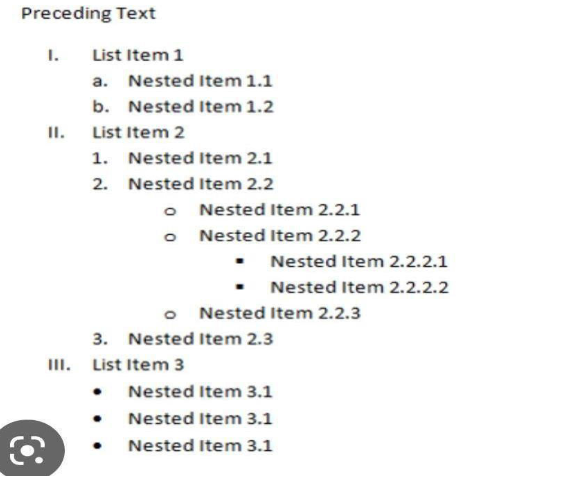 Preceding Text
I. List Item 1
a. Nested Item 1.1
b. Nested Item 1.2
II. List Item 2
1. Nested Item 2.1
2. Nested Item 2.2
o Nested Item 2.2.1
o Nested Item 2.2.2
▪ Nested Item 2.2.2.1
▪ Nested Item 2.2.2.2
o Nested Item 2.2.3
3. Nested Item 2.3
III. List Item 3
• Nested Item 3.1
• Nested Item 3.1
• Nested Item 3.1